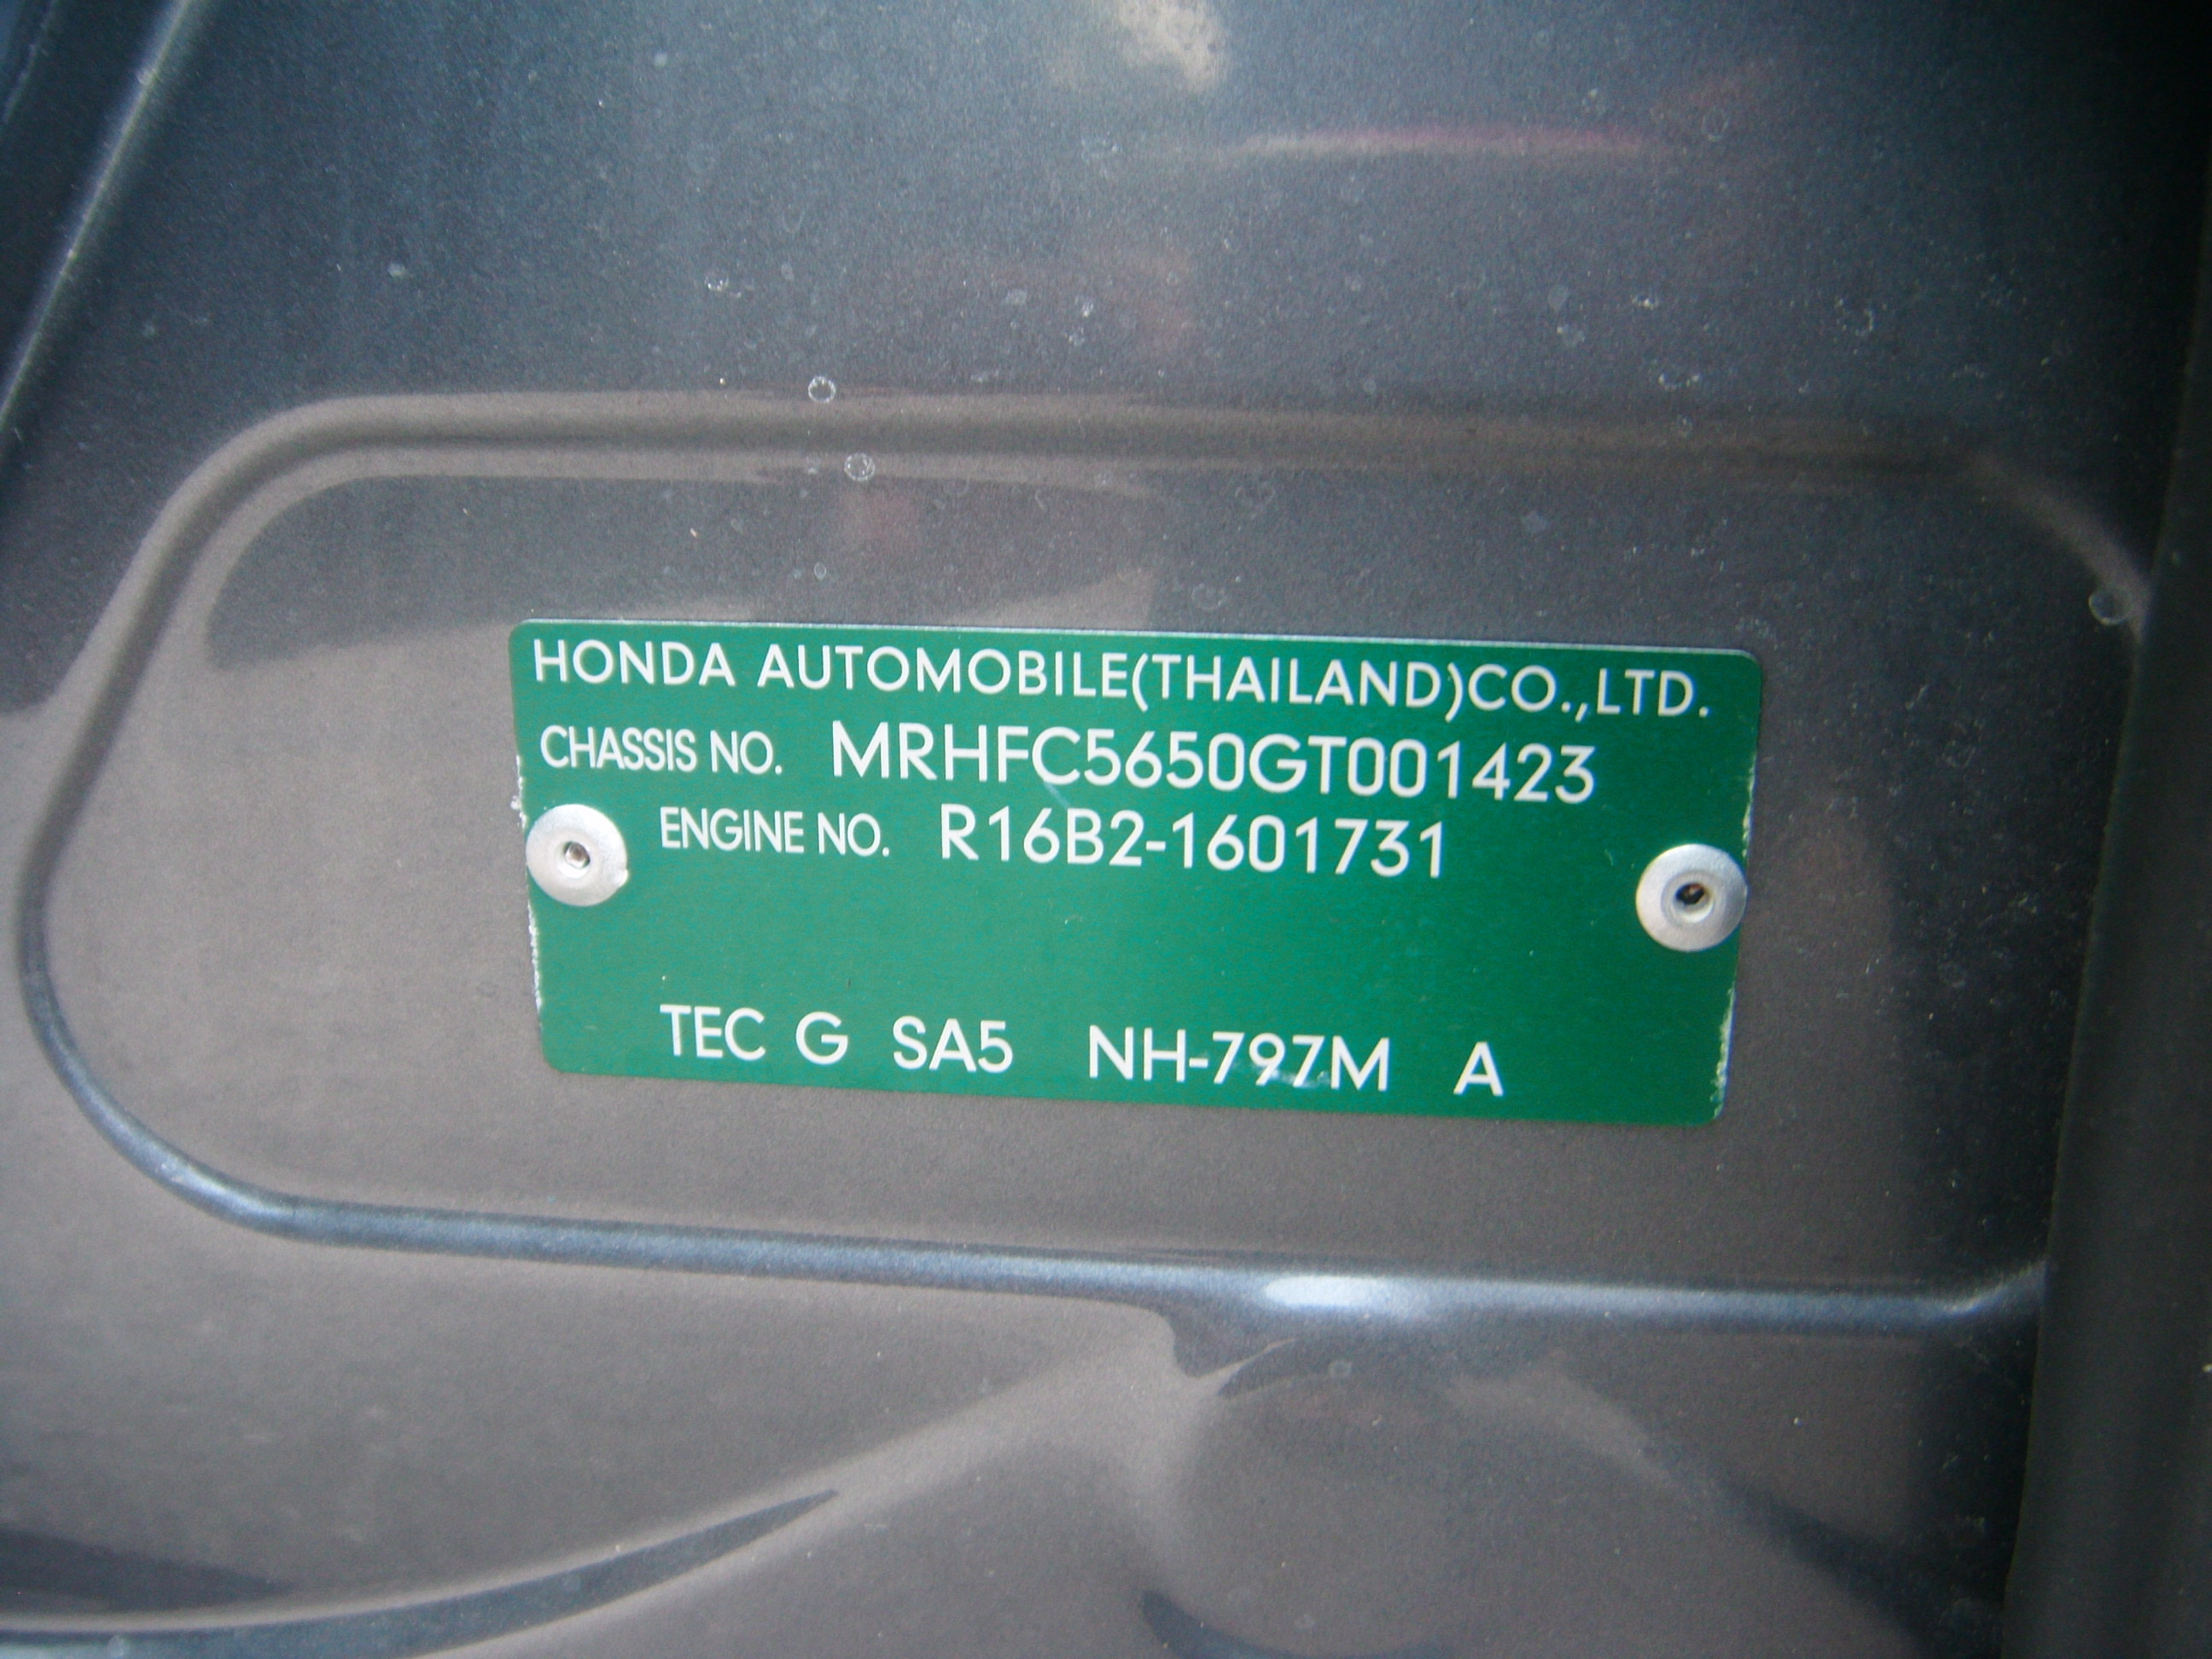 HONDA AUTOMOBILE(THAILAND)CO.,LTD.
CHASSIS NO. MRHFC5650GT001423
ENGINE NO. R16B2-1601731
TEC G SA5 NH-797M A